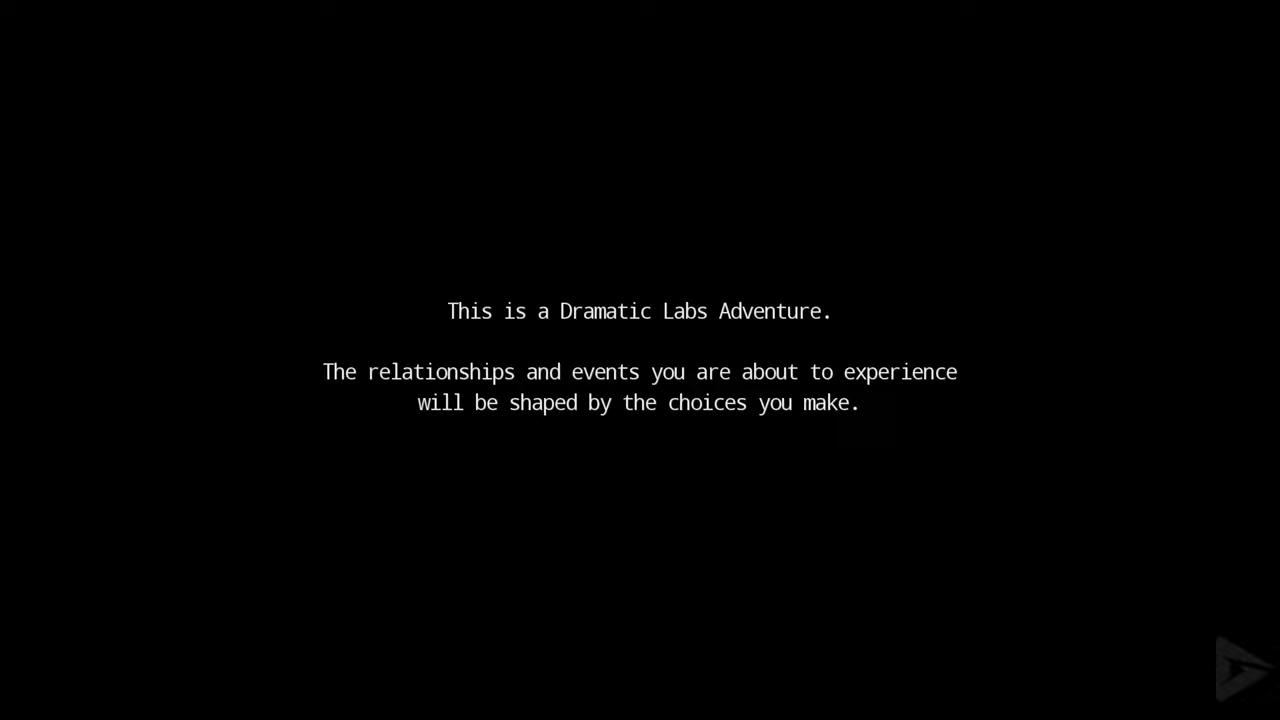 This is a Dramatic Labs Adventure.
The relationships and events you are about to experience
will be shaped by the choices you make.